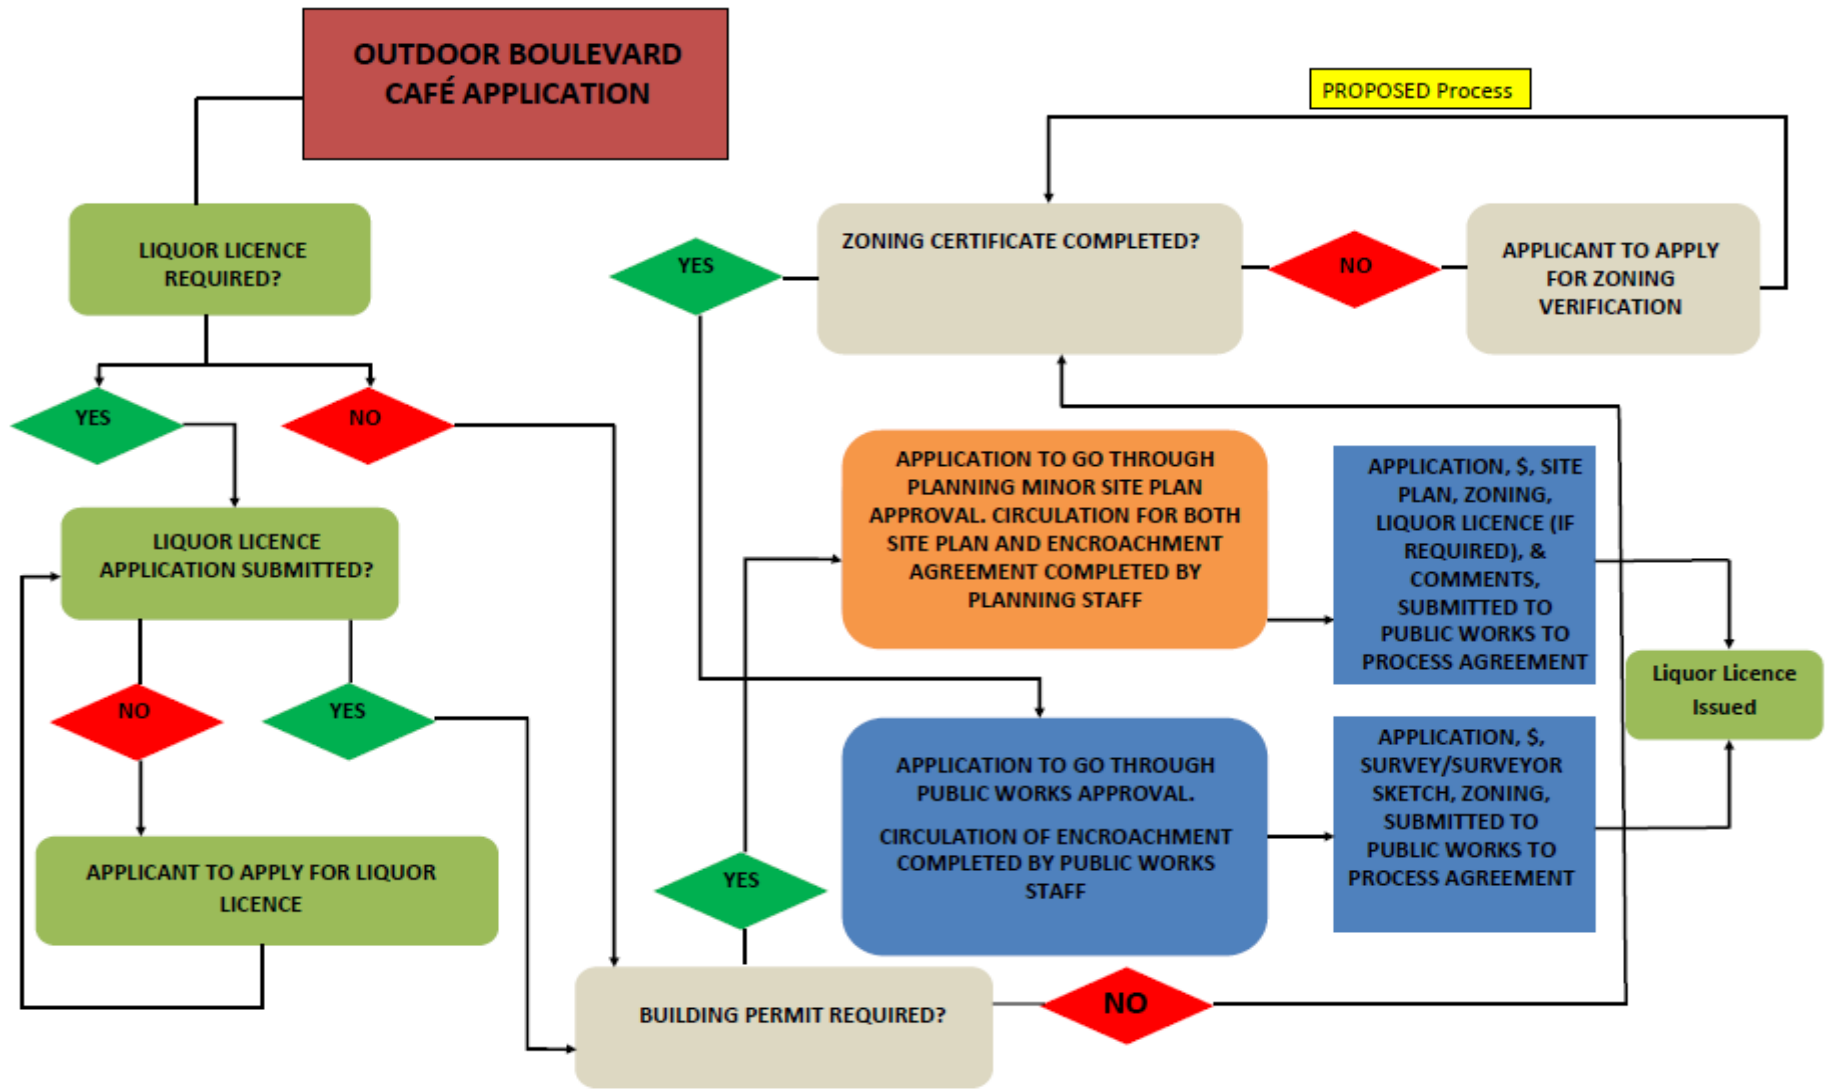 OUTDOOR BOULEVARD
CAFÉ APPLICATION
PROPOSED Process
LIQUOR LICENCE
REQUIRED?
YES
NO
LIQUOR LICENCE
APPLICATION SUBMITTED?
NO
YES
APPLICANT TO APPLY FOR LIQUOR
LICENCE
YES
ZONING CERTIFICATE COMPLETED?
NO
APPLICANT TO APPLY
FOR ZONING
VERIFICATION
APPLICATION TO GO THROUGH
PLANNING MINOR SITE PLAN
APPROVAL. CIRCULATION FOR BOTH
SITE PLAN AND ENCROACHMENT
AGREEMENT COMPLETED BY
PLANNING STAFF
APPLICATION, $, SITE
PLAN, ZONING,
LIQUOR LICENCE (IF
REQUIRED), &
COMMENTS,
SUBMITTED TO
PUBLIC WORKS TO
PROCESS AGREEMENT
Liquor Licence
Issued
APPLICATION TO GO THROUGH
PUBLIC WORKS APPROVAL.
CIRCULATION OF ENCROACHMENT
COMPLETED BY PUBLIC WORKS
STAFF
APPLICATION, $,
SURVEY/SURVEYOR
SKETCH, ZONING,
SUBMITTED TO
PUBLIC WORKS TO
PROCESS AGREEMENT
YES
BUILDING PERMIT REQUIRED?
NO